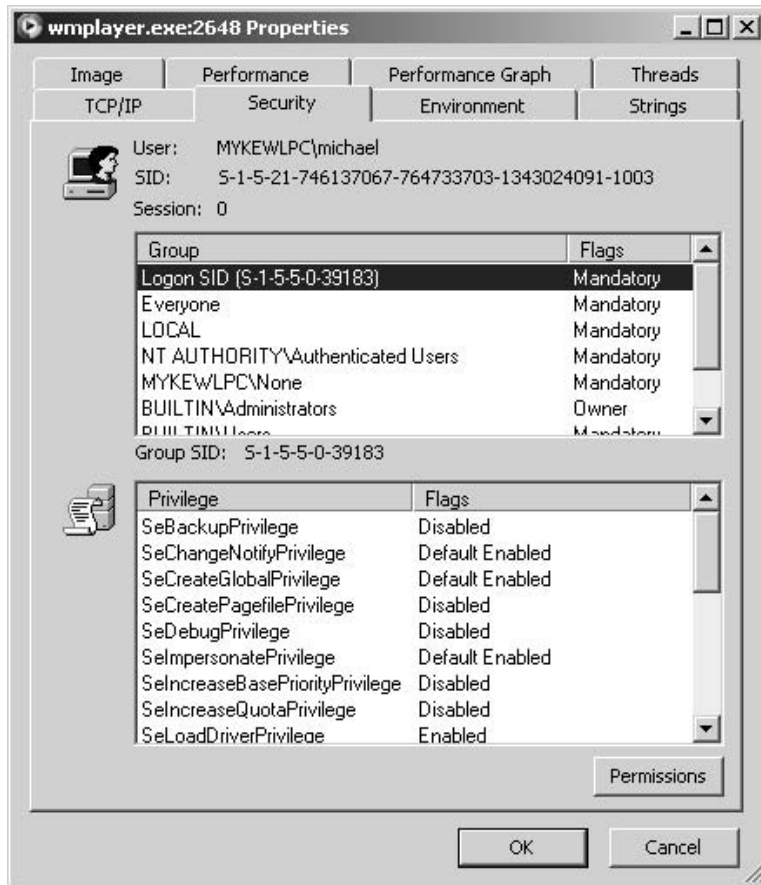 wmplayer.exe:2648 Properties
Image Performance Performance Graph Threads
TCP/IP Security Environment Strings
User: MYKEWLPC\michael
SID: S-1-5-21-746137067-764733703-1343024091-1003
Session: 0
Group Flags
Logon SID (S-1-5-5-0-39183) Mandatory
Everyone Mandatory
LOCAL Mandatory
NT AUTHORITY\Authenticated Users Mandatory
MYKEWLPC\None Mandatory
BUILTIN\Administrators Owner
BUILTIN\Users Mandatory
Group SID: S-1-5-5-0-39183
Privilege Flags
SeBackupPrivilege Disabled
SeChangeNotifyPrivilege Default Enabled
SeCreateGlobalPrivilege Default Enabled
SeCreatePagefilePrivilege Disabled
SeDebugPrivilege Disabled
SeImpersonatePrivilege Default Enabled
SeIncreaseBasePriorityPrivilege Disabled
SeIncreaseQuotaPrivilege Disabled
SeLoadDriverPrivilege Enabled
Permissions
OK Cancel